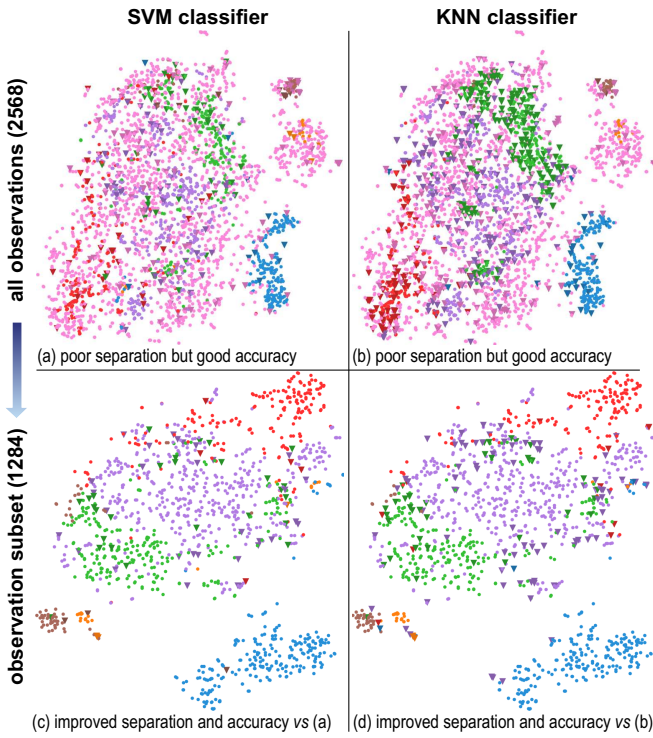 SVM classifier
KNN classifier
all observations (2568)
(a) poor separation but good accuracy
(b) poor separation but good accuracy
observation subset (1284)
(c) improved separation and accuracy vs (a)
(d) improved separation and accuracy vs (b)